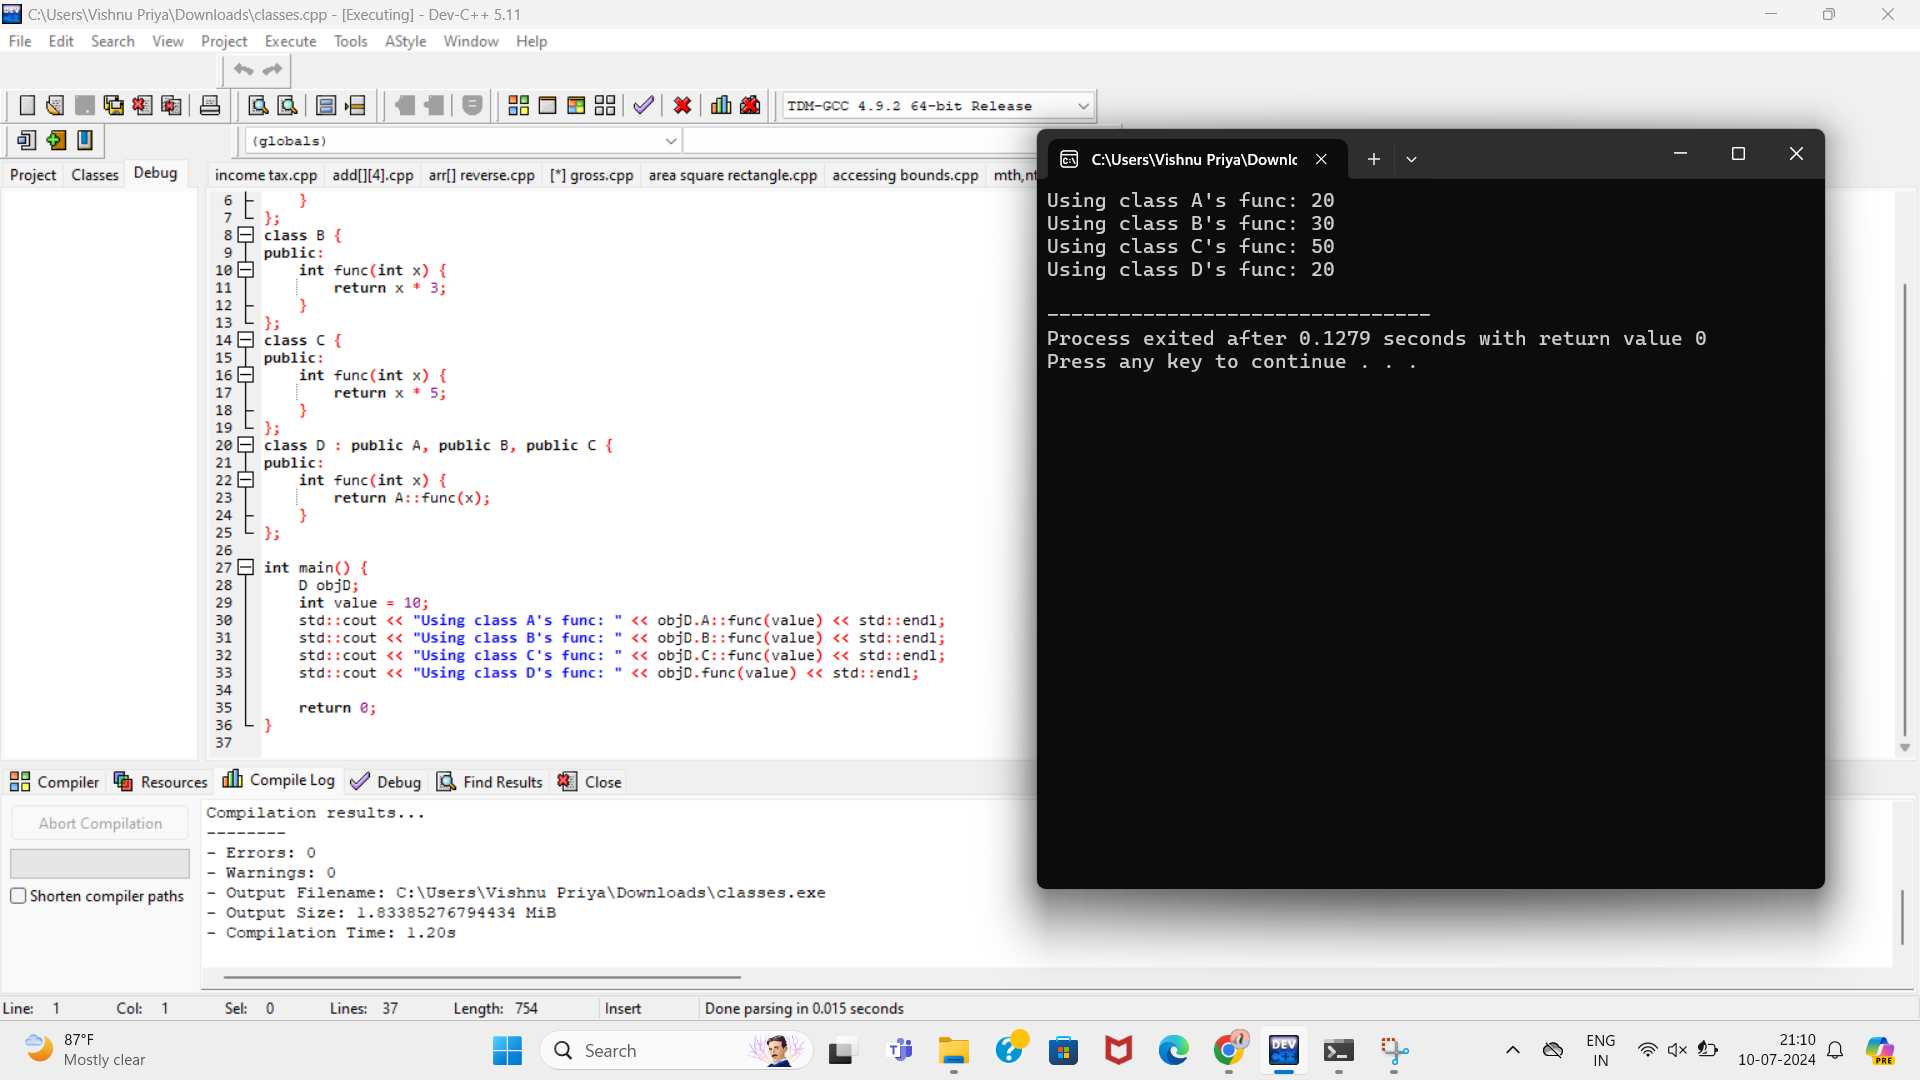 C:\Users\Vishnu Priya\Downloads\classes.cpp - [Executing] - Dev-C++ 5.11
File Edit Search View Project Execute Tools AStyle Window Help
TDM-GCC 4.9.2 64-bit Release
(globals)
Project Classes Debug
income tax.cpp add[][4].cpp arr[] reverse.cpp [*] gross.cpp area square rectangle.cpp accessing bounds.cpp
6 }
7 };
8 class B {
9 public:
10 int func(int x) {
11 return x * 3;
12 }
13 };
14 class C {
15 public:
16 int func(int x) {
17 return x * 5;
18 }
19 };
20 class D : public A, public B, public C {
21 public:
22 int func(int x) {
23 return A::func(x);
24 }
25 };
26
27 int main() {
28 D objD;
29 int value = 10;
30 std::cout << "Using class A's func: " << objD.A::func(value) << std::endl;
31 std::cout << "Using class B's func: " << objD.B::func(value) << std::endl;
32 std::cout << "Using class C's func: " << objD.C::func(value) << std::endl;
33 std::cout << "Using class D's func: " << objD.func(value) << std::endl;
34
35 return 0;
36 }
37
C:\Users\Vishnu Priya\Downlo
Using class A's func: 20
Using class B's func: 30
Using class C's func: 50
Using class D's func: 20
--------------------------------
Process exited after 0.1279 seconds with return value 0
Press any key to continue . . .
Compiler Resources Compile Log Debug Find Results Close
Abort Compilation
Shorten compiler paths
Compilation results...
--------
- Errors: 0
- Warnings: 0
- Output Filename: C:\Users\Vishnu Priya\Downloads\classes.exe
- Output Size: 1.83385276794434 MiB
- Compilation Time: 1.20s
Line: 1 Col: 1 Sel: 0 Lines: 37 Length: 754 Insert Done parsing in 0.015 seconds
87°F
Mostly clear
Search
DEV
ENG
IN
21:10
10-07-2024
PRE